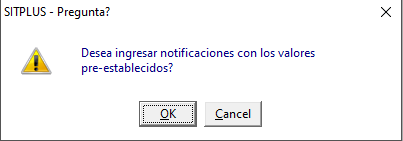 SITPLUS - Pregunta?
Desea ingresar notificaciones con los valores
pre-establecidos?
OK
Cancel